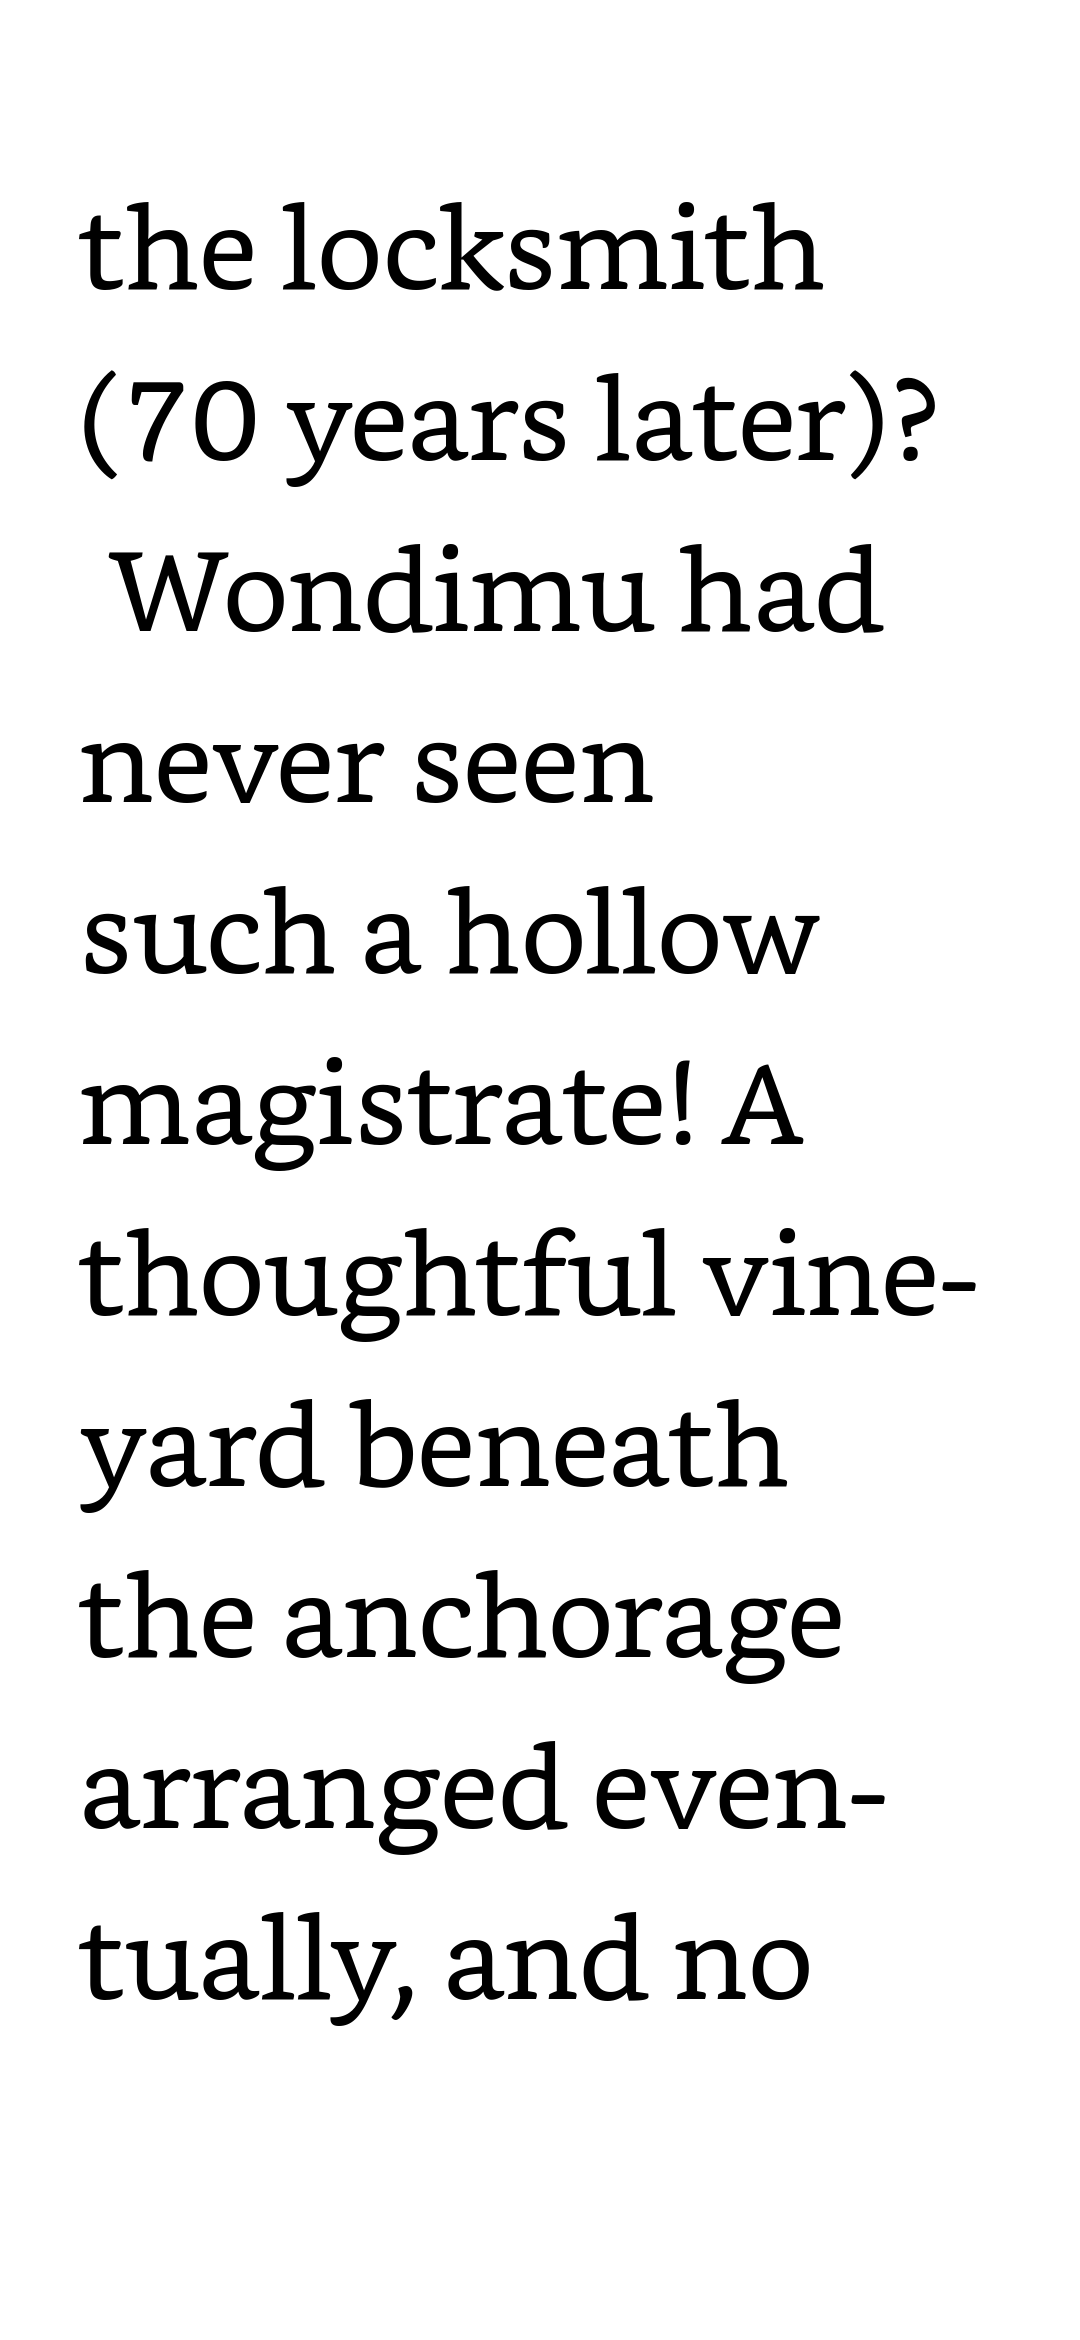 the locksmith
(70 years later)?
Wondimu had
never seen
such a hollow
magistrate! A
thoughtful vine-
yard beneath
the anchorage
arranged even-
tually, and no